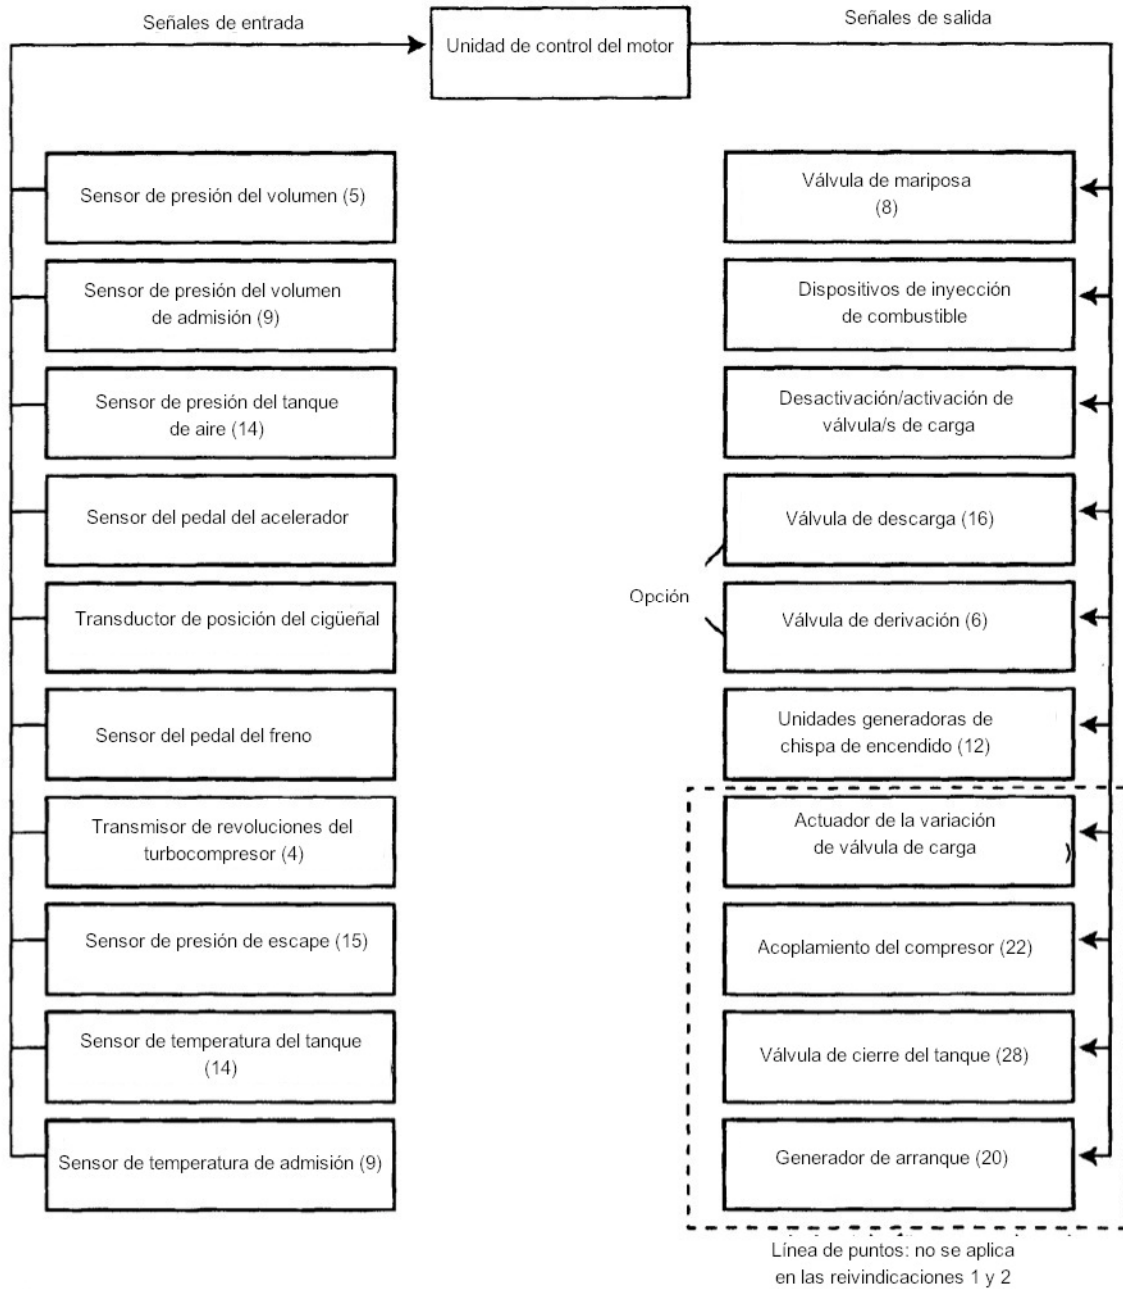 Señales de entrada
Unidad de control del motor
Señales de salida
Sensor de presión del volumen (5)
Sensor de presión del volumen
de admisión (9)
Sensor de presión del tanque
de aire (14)
Sensor del pedal del acelerador
Transductor de posición del cigüeñal
Sensor del pedal del freno
Transmisor de revoluciones del
turbocompresor (4)
Sensor de presión de escape (15)
Sensor de temperatura del tanque
(14)
Sensor de temperatura de admisión (9)
Válvula de mariposa
(8)
Dispositivos de inyección
de combustible
Desactivación/activación de
válvula/s de carga
Válvula de descarga (16)
Opción
Válvula de derivación (6)
Unidades generadoras de
chispa de encendido (12)
Actuador de la variación
de válvula de carga
Acoplamiento del compresor (22)
Válvula de cierre del tanque (28)
Generador de arranque (20)
Línea de puntos: no se aplica
en las reivindicaciones 1 y 2